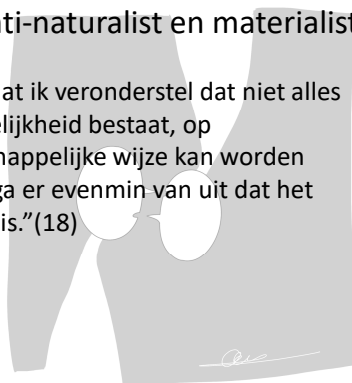 ti-naturalist en materialist
at ik veronderstel dat niet alles
elijkheid bestaat, op
happelijke wijze kan worden
ga er evenmin van uit dat het
is.”(18)